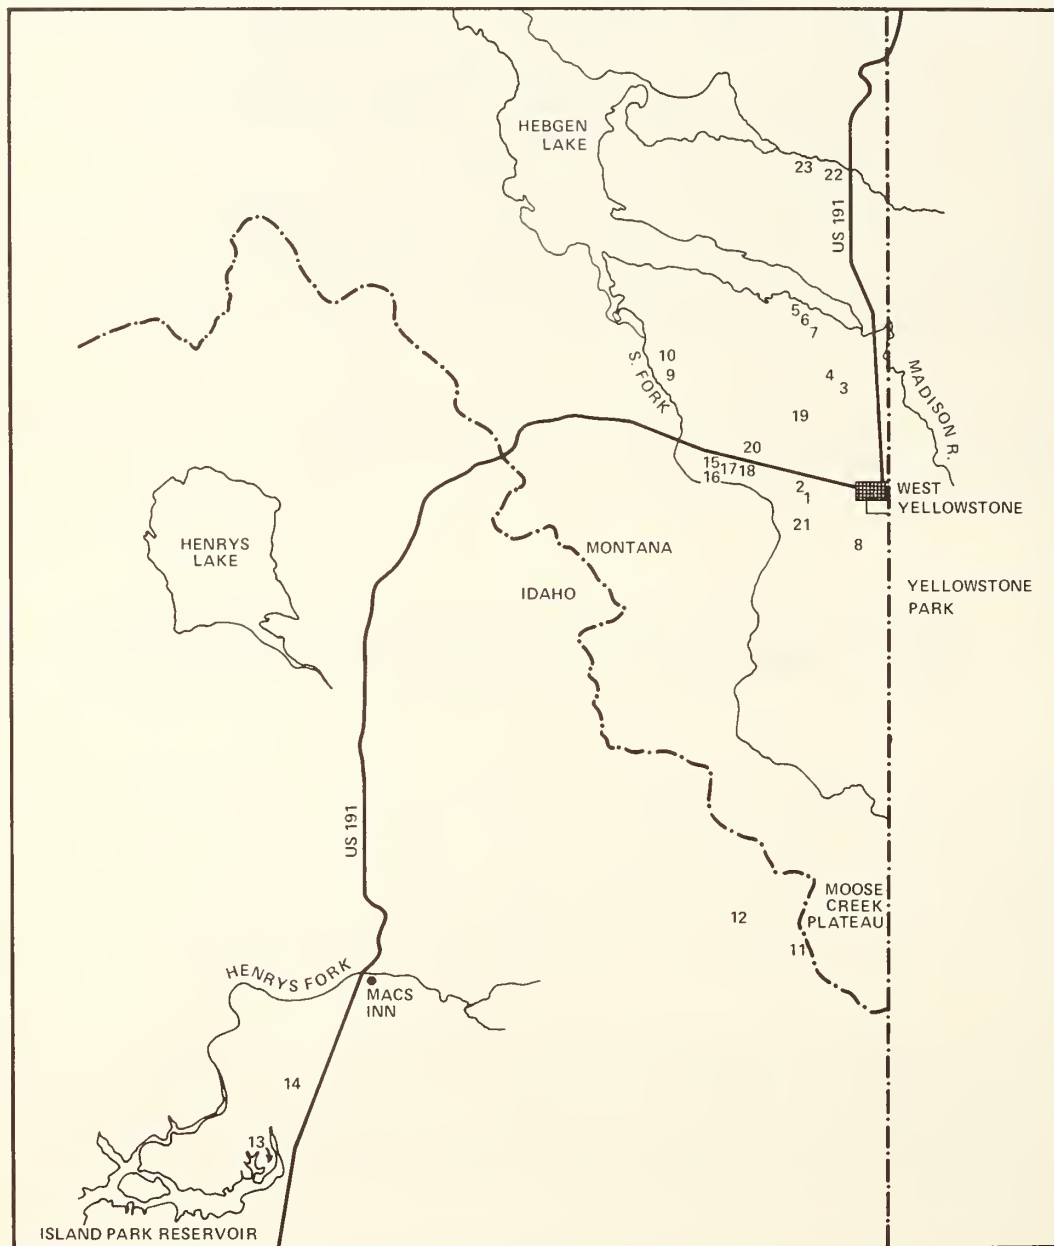 HEBGEN
LAKE
23
22
US 191
5
6
7
10
9
S. FORK
4
3
MADISON R.
19
20
15
17
18
16
2
1
WEST
YELLOWSTONE
21
8
HENRYS
LAKE
MONTANA
IDAHO
YELLOWSTONE
PARK
US 191
MOOSE
CREEK
PLATEAU
12
11
HENRYS FORK
MACS
INN
14
13
ISLAND PARK RESERVOIR